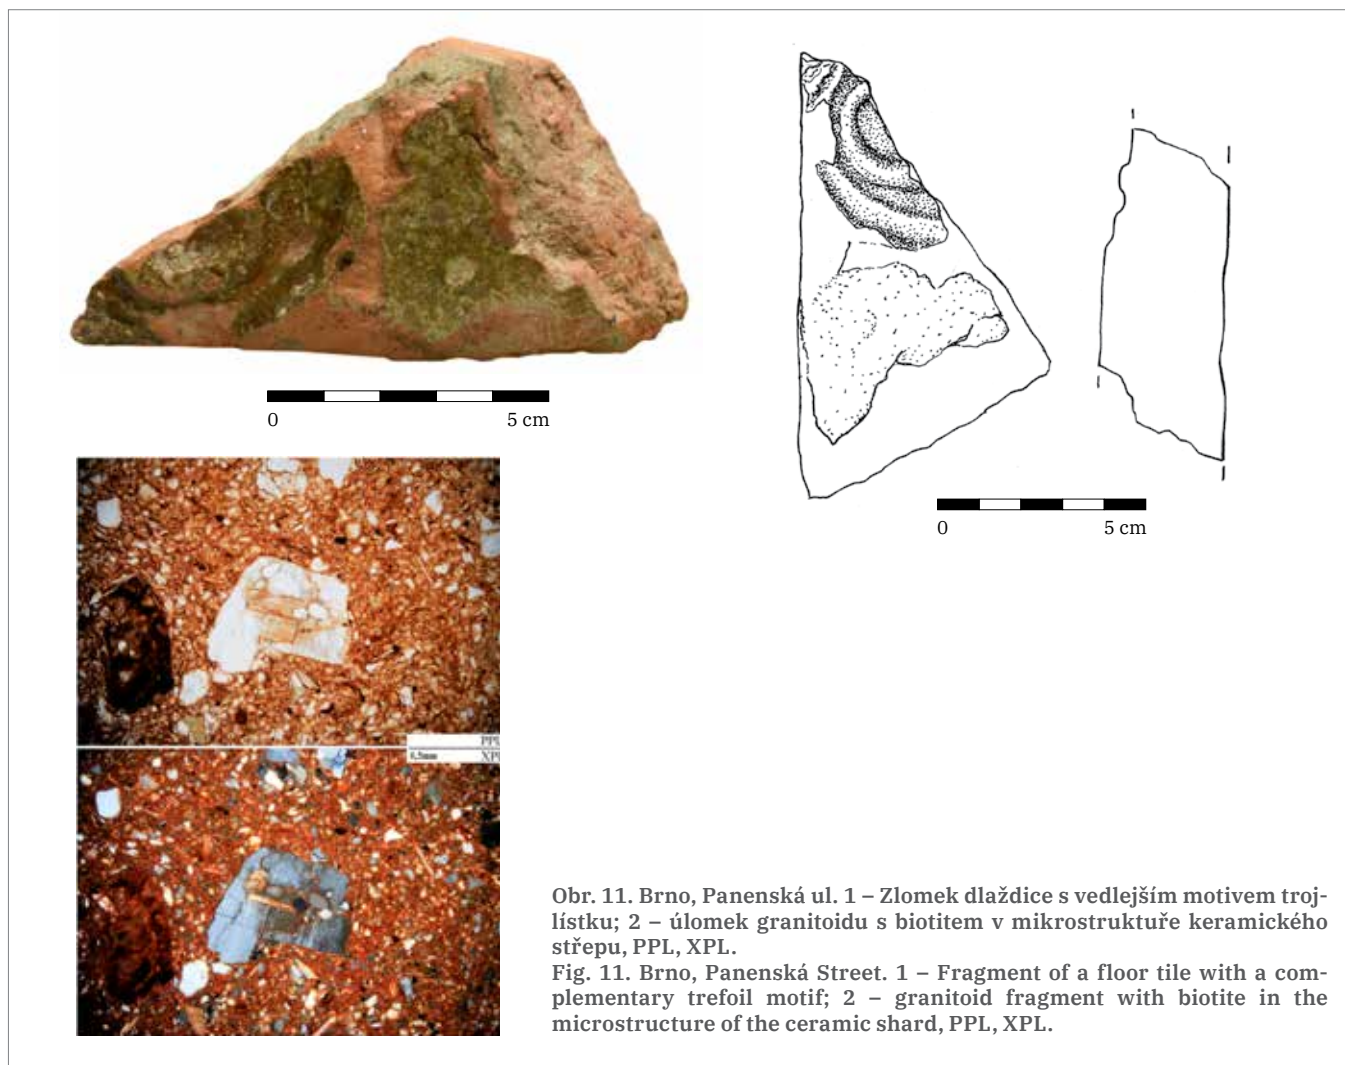 0 5 cm
0 5 cm
PPL
0.5mm XPL
Obr. 11. Brno, Panenská ul. 1 – Zlomek dlaždice s vedlejším motivem troj-
lístku; 2 – úlomek granitoidu s biotitem v mikrostruktuře keramického
střepu, PPL, XPL.
Fig. 11. Brno, Panenská Street. 1 – Fragment of a floor tile with a com-
plementary trefoil motif; 2 – granitoid fragment with biotite in the
microstructure of the ceramic shard, PPL, XPL.